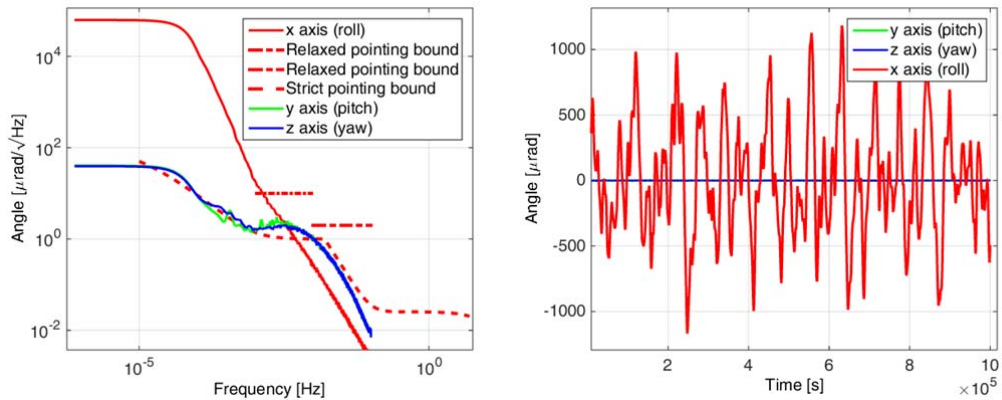 10^4
10^2
10^0
10^-2
Angle [μrad/√Hz]
x axis (roll)
Relaxed pointing bound
Relaxed pointing bound
Strict pointing bound
y axis (pitch)
z axis (yaw)
10^-5
10^0
Frequency [Hz]
1000
500
0
-500
-1000
Angle [μrad]
y axis (pitch)
z axis (yaw)
x axis (roll)
2
4
6
8
10
Time [s]
×10^5